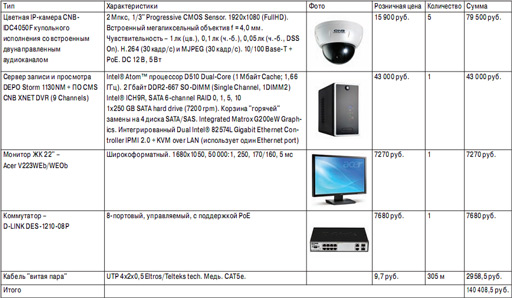 Тип Характеристики Фото Розничная цена Количество Сумма
Цветная IP-камера CNB-IDC4050F купольного исполнения со встроенным двунаправленным аудиоканалом
2 Мпкс, 1/3" Progressive CMOS Sensor. 1920x1080 (FullHD).
Встроенный мегапиксельный объектив f = 4,0 мм.
Чувствительность – 1 лк (цв.), 0,1 лк (ч.-б.), 0,05 лк (ч.-б., DSS On). H.264 (30 кадр/с) и MJPEG (30 кадр/с). 10/100 Base-T + PoE. DC 12 В, 5 Вт
15 900 руб. 5 79 500 руб.
Сервер записи и просмотра DEPO Storm 1130NM + ПО CMS CNB XNET DVR (9 Channels)
Intel® Atom™ процессор D510 Dual-Core (1 Мбайт Cache; 1,66 ГГц). 2 Гбайт DDR2-667 SO-DIMM (Single Channel, 1DIMM2)
Intel® ICH9R, SATA 6-channel RAID 0, 1, 5, 10
1x250 GB SATA hard drive (7200 rpm). Корзина "горячей" замены на 4 диска SATA/SAS. Integrated Matrox G200eW Graphics. Интегрированный Dual Intel® 82574L Gigabit Ethernet Controller IPMI 2.0 + KVM over LAN (использует один Ethernet port)
43 000 руб. 1 43 000 руб.
Монитор ЖК 22" –
Acer V223WEb/WEOb
Широкоформатный. 1680x1050, 50 000:1, 250, 170/160, 5 мс
7270 руб. 1 7270 руб.
Коммутатор –
D-LINK DES-1210-08P
8-портовый, управляемый, с поддержкой PoE
7680 руб. 1 7680 руб.
Кабель "витая пара" UTP 4x2x0,5 Eltros/Telteks тech. Медь. CAT5e. 9,7 руб. 305 м 2958,5 руб.
Итого 140 408,5 руб.